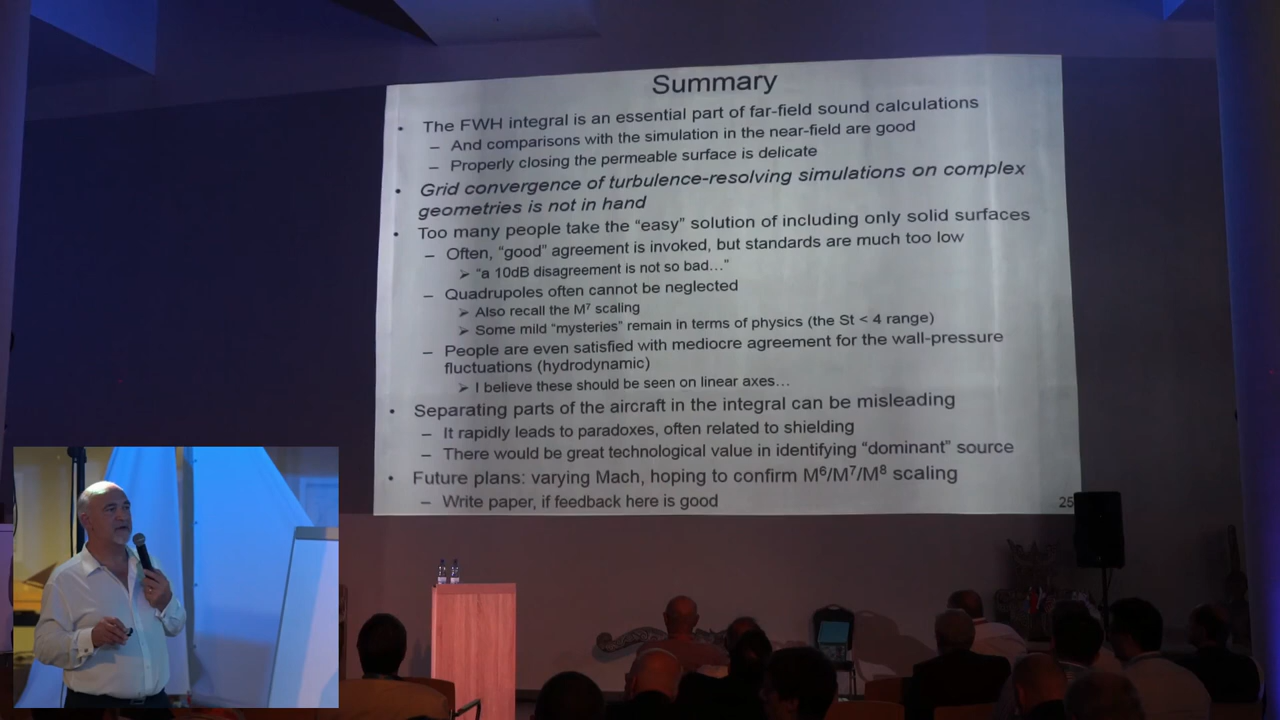 Summary
• The FWH integral is an essential part of far-field sound calculations
– And comparisons with the simulation in the near-field are good
– Properly closing the permeable surface is delicate
• Grid convergence of turbulence-resolving simulations on complex
geometries is not in hand
• Too many people take the “easy” solution of including only solid surfaces
– Often, “good” agreement is invoked, but standards are much too low
➢ “a 10dB disagreement is not so bad…”
– Quadrupoles often cannot be neglected
➢ Also recall the M⁷ scaling
➢ Some mild “mysteries” remain in terms of physics (the St < 4 range)
– People are even satisfied with mediocre agreement for the wall-pressure
fluctuations (hydrodynamic)
➢ I believe these should be seen on linear axes…
• Separating parts of the aircraft in the integral can be misleading
– It rapidly leads to paradoxes, often related to shielding
– There would be great technological value in identifying “dominant” source
• Future plans: varying Mach, hoping to confirm M⁶/M⁷/M⁸ scaling
– Write paper, if feedback here is good
25